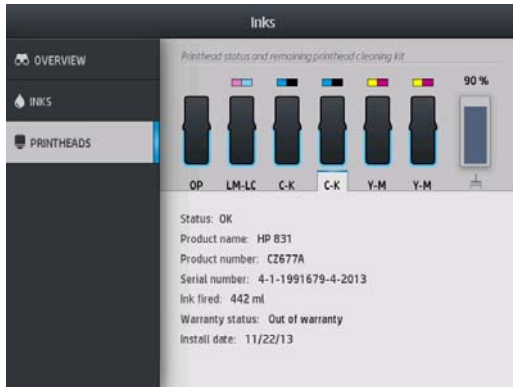 Inks
OVERVIEW
INKS
PRINTHEADS
Printhead status and remaining printhead cleaning kit
90 %
OP LM-LC C-K C-K Y-M Y-M
Status: OK
Product name: HP 831
Product number: CZ677A
Serial number: 4-1-1991679-4-2013
Ink fired: 442 ml
Warranty status: Out of warranty
Install date: 11/22/13